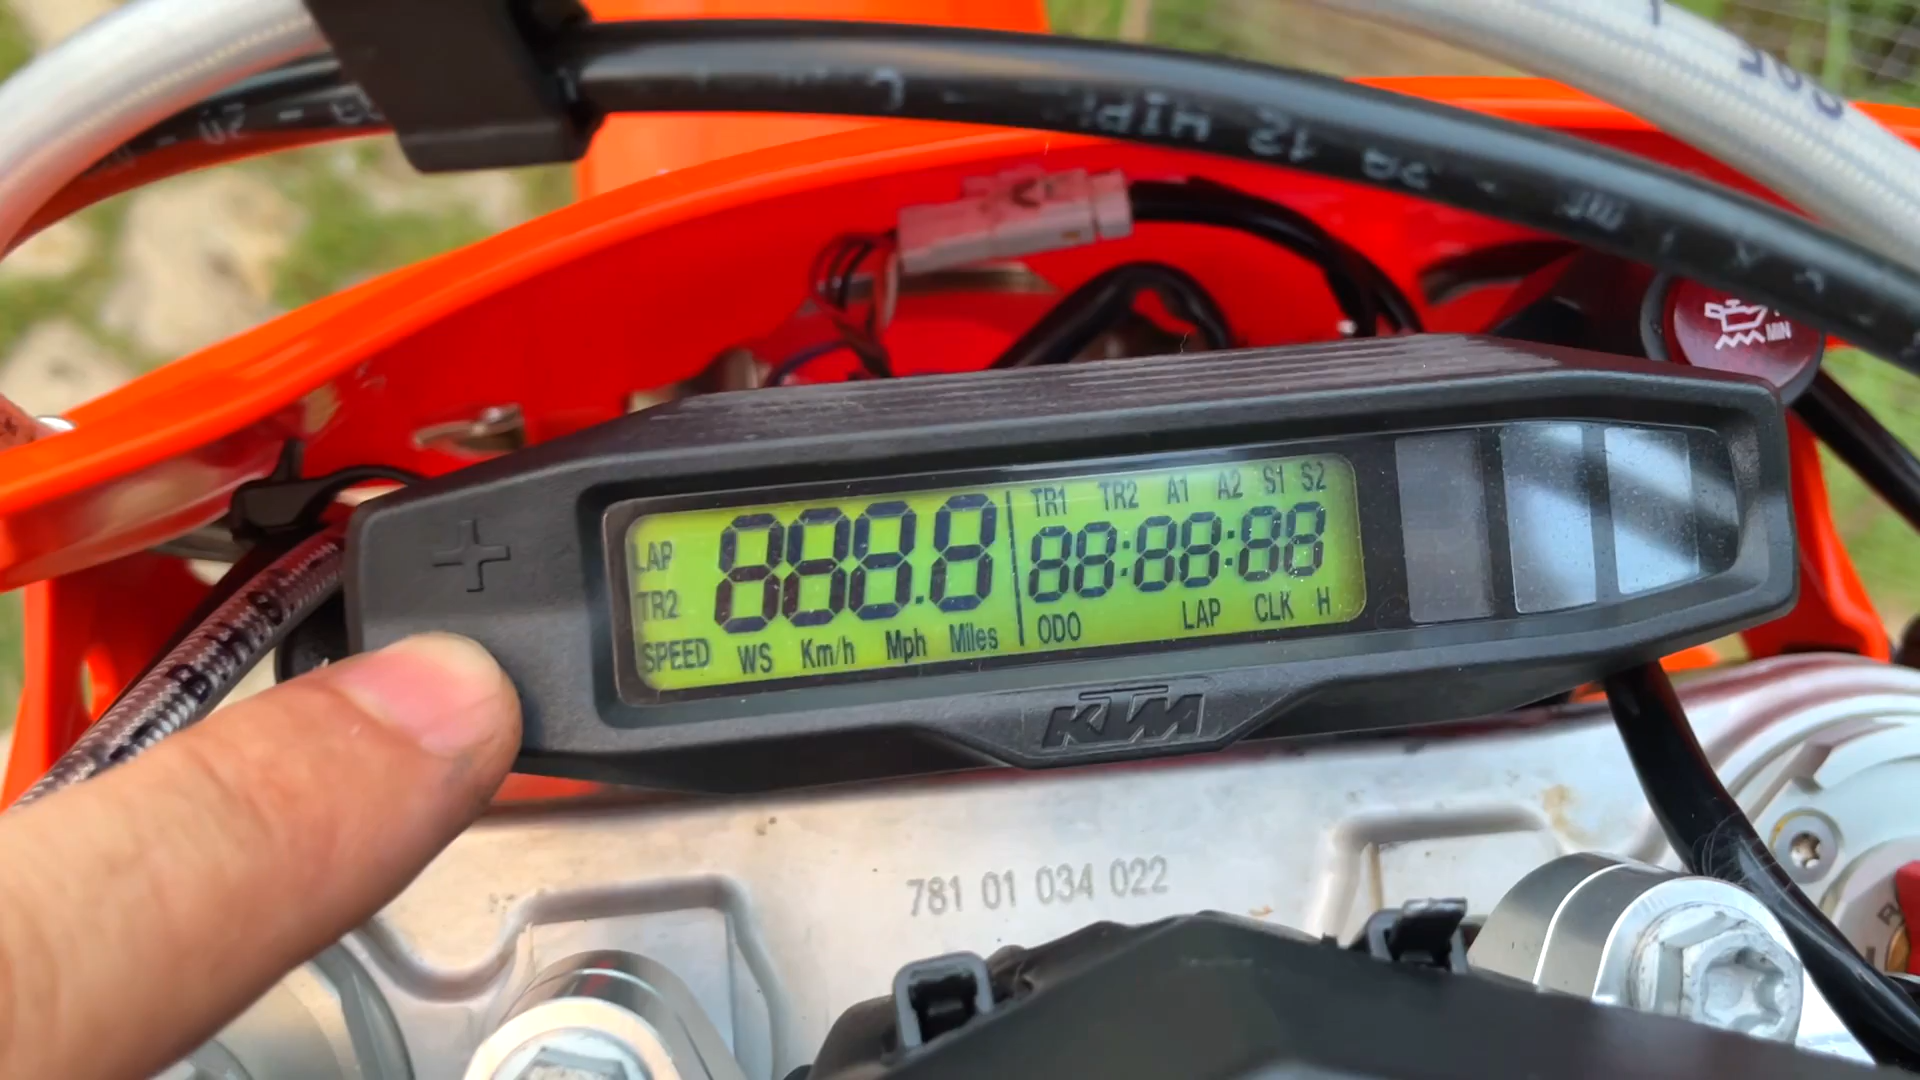 MIN
TR1 TR2 A1 A2 S1 S2
LAP 888.8 88:88:88
TR2
SPEED WS Km/h Mph Miles ODO LAP CLK H
KTM
781 01 034 022